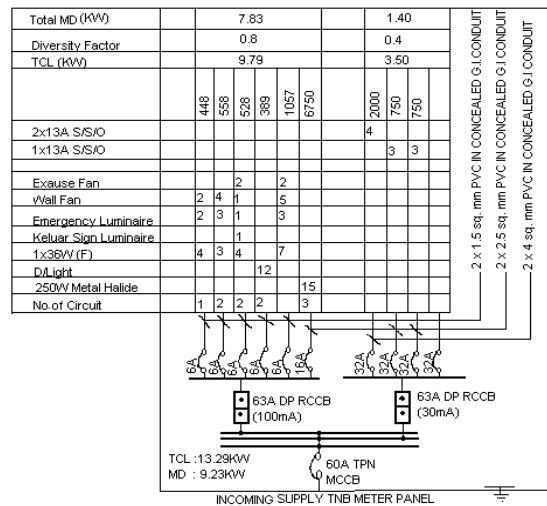 Total MD (KW) 7.83 1.40
Diversity Factor 0.8 0.4
TCL (KW) 9.79 3.50
448 558 528 389 1057 6750 2000 750 750
2x13A S/S/O 4
1x13A S/S/O 3 3
Exause Fan 2 2
Wall Fan 2 4 1 5
Emergency Luminaire 2 3 1 3
Keluar Sign Luminaire 1
1x36W (F) 4 3 4 7
D/Light 12
250W Metal Halide 15
No.of Circuit 1 2 2 2 3
2 x 1.5 sq. mm PVC IN CONCEALED G.I.CONDUIT
2 x 2.5 sq. mm PVC IN CONCEALED G.I CONDUIT
2 x 4 sq. mm PVC IN CONCEALED G.I CONDUIT
6A 6A 6A 6A 6A 16A 32A 32A 32A 32A
63A DP RCCB
(100mA)
63A DP RCCB
(30mA)
TCL :13.29KW
MD : 9.23KW
60A TPN
MCCB
INCOMING SUPPLY TNB METER PANEL